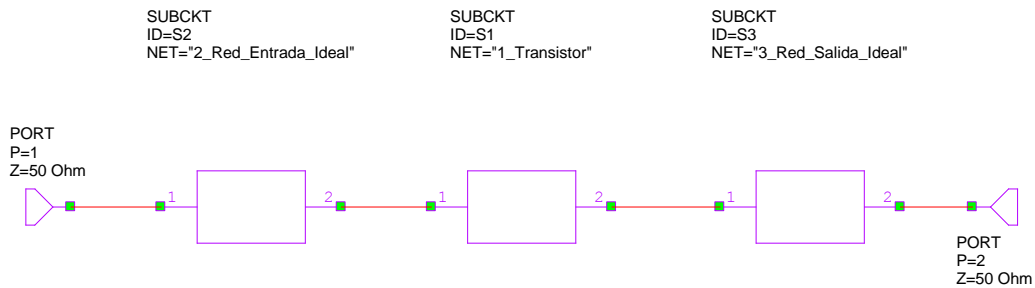 SUBCKT
ID=S2
NET="2_Red_Entrada_Ideal"
SUBCKT
ID=S1
NET="1_Transistor"
SUBCKT
ID=S3
NET="3_Red_Salida_Ideal"
PORT
P=1
Z=50 Ohm
1
2
1
2
1
2
PORT
P=2
Z=50 Ohm